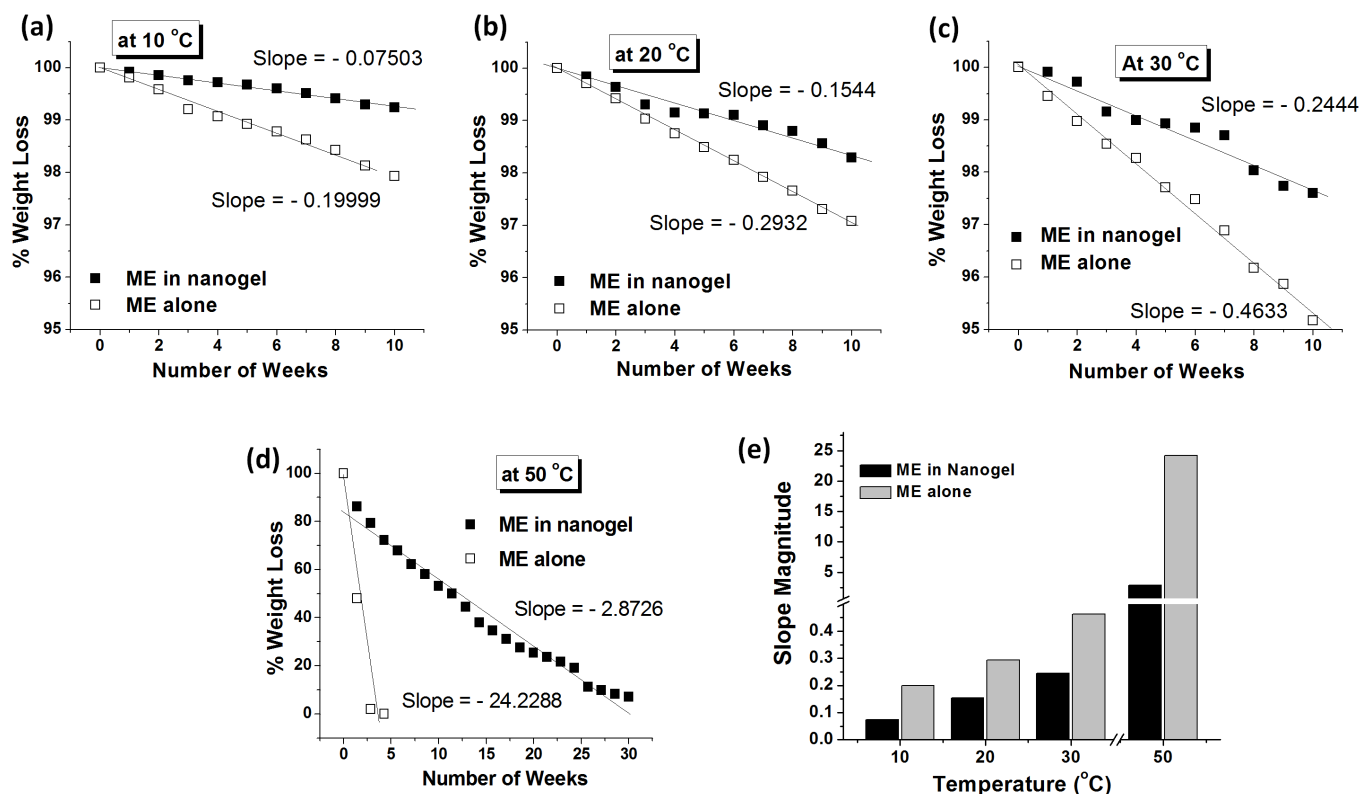 (a)
at 10 °C
Slope = - 0.07503
Slope = - 0.19999
ME in nanogel
ME alone
100
99
98
97
96
95
% Weight Loss
0 2 4 6 8 10
Number of Weeks
(b)
at 20 °C
Slope = - 0.1544
Slope = - 0.2932
ME in nanogel
ME alone
100
99
98
97
96
95
% Weight Loss
0 2 4 6 8 10
Number of Weeks
(c)
At 30 °C
Slope = - 0.2444
ME in nanogel
ME alone
Slope = - 0.4633
100
99
98
97
96
95
% Weight Loss
0 2 4 6 8 10
Number of Weeks
(d)
at 50 °C
ME in nanogel
ME alone
Slope = - 2.8726
Slope = - 24.2288
100
80
60
40
20
0
% Weight Loss
0 5 10 15 20 25 30
Number of Weeks
(e)
ME in Nanogel
ME alone
25
20
15
10
5
0.4
0.3
0.2
0.1
0.0
Slope Magnitude
10 20 30 50
Temperature (°C)